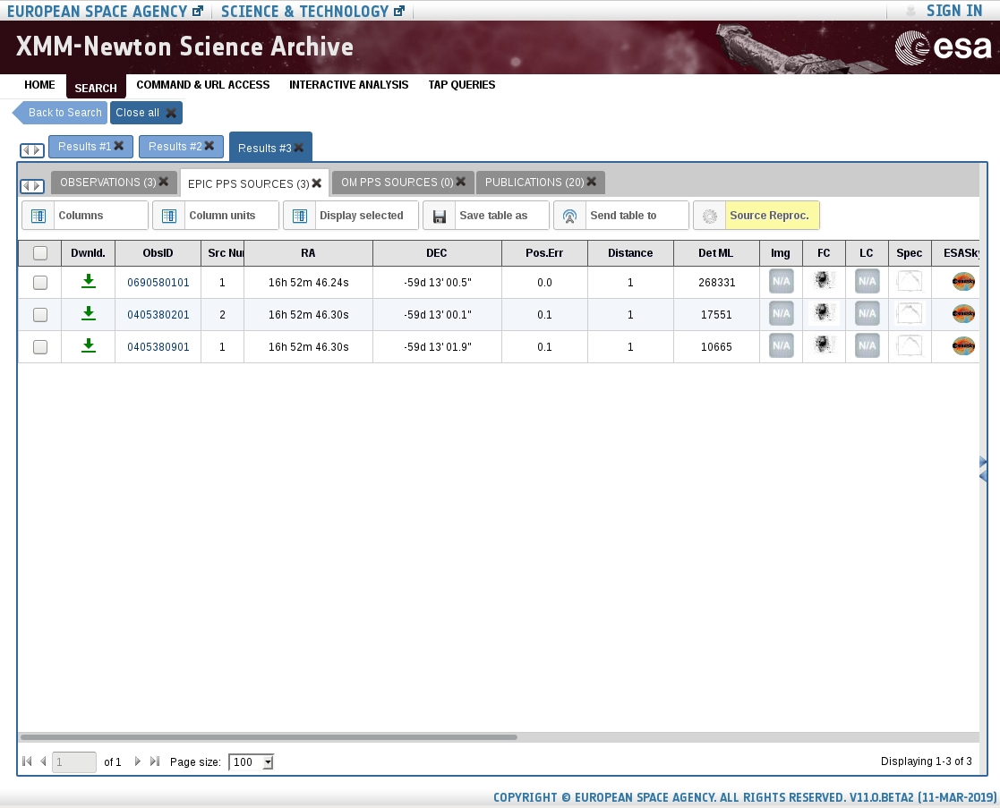 EUROPEAN SPACE AGENCY SCIENCE & TECHNOLOGY SIGN IN
XMM-Newton Science Archive esa
HOME SEARCH COMMAND & URL ACCESS INTERACTIVE ANALYSIS TAP QUERIES
Back to Search Close all
Results #1 Results #2 Results #3
OBSERVATIONS (3) EPIC PPS SOURCES (3) OM PPS SOURCES (0) PUBLICATIONS (20)
Columns Column units Display selected Save table as Send table to Source Reproc.
Dwnld. ObsID Src Nu RA DEC Pos.Err Distance Det ML Img FC LC Spec ESASky
0690580101 1 16h 52m 46.24s -59d 13' 00.5" 0.0 1 268331 N/A N/A esasky
0405380201 2 16h 52m 46.30s -59d 13' 00.1" 0.1 1 17551 N/A N/A esasky
0405380901 1 16h 52m 46.30s -59d 13' 01.9" 0.1 1 10665 N/A N/A esasky
1 of 1 Page size: 100 Displaying 1-3 of 3
COPYRIGHT © EUROPEAN SPACE AGENCY. ALL RIGHTS RESERVED. V11.0.BETA2 (11-MAR-2019)